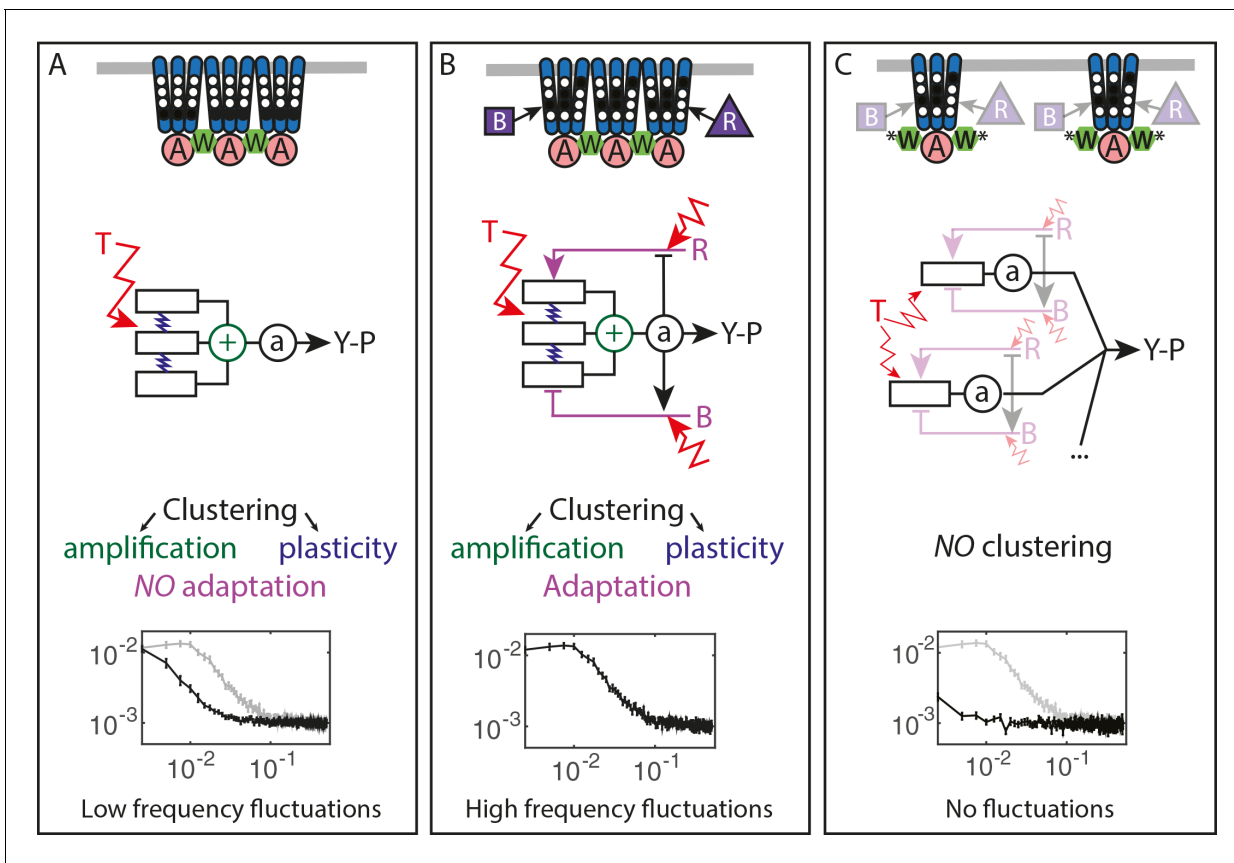 A
W W
A A A
T
+ a Y-P
Clustering
amplification plasticity
NO adaptation
10⁻²
10⁻³
10⁻² 10⁻¹
Low frequency fluctuations
B
B R
W W
A A A
T
R
+ a Y-P
B
Clustering
amplification plasticity
Adaptation
10⁻²
10⁻³
10⁻² 10⁻¹
High frequency fluctuations
C
B R B R
*W W* *W W*
A A
R
a
T B
R Y-P
a
B
...
NO clustering
10⁻²
10⁻³
10⁻² 10⁻¹
No fluctuations